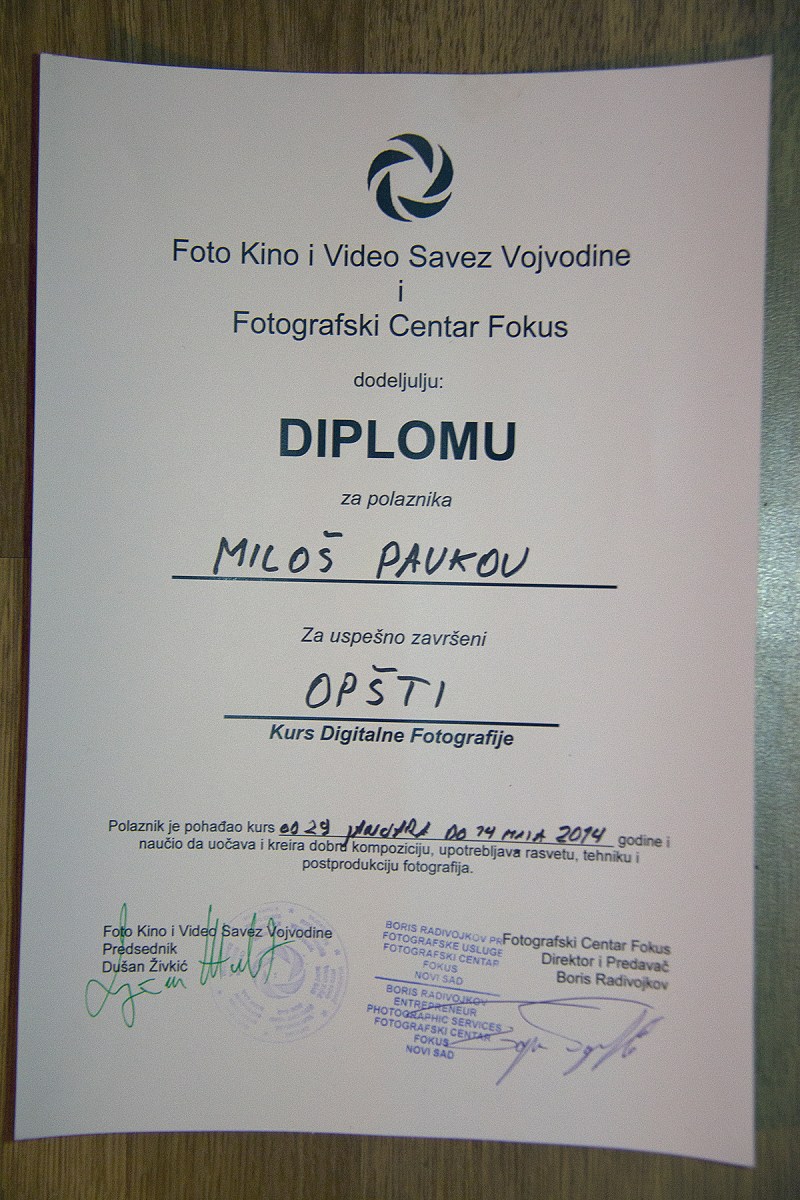 Foto Kino i Video Savez Vojvodine
i
Fotografski Centar Fokus
dodeljulju:
DIPLOMU
za polaznika
MILOŠ PAUKOV
Za uspešno završeni
OPŠTI
Kurs Digitalne Fotografije
Polaznik je pohađao kurs OD 29 JANUARA DO 14 MAJA 2014 godine i
naučio da uočava i kreira dobru kompoziciju, upotrebljava rasvetu, tehniku i
postprodukciju fotografija.
Foto Kino i Video Savez Vojvodine
Predsednik
Dušan Živkić
BORIS RADIVOJKOV PR
FOTOGRAFSKE USLUGE
FOTOGRAFSKI CENTAR
FOKUS
NOVI SAD
BORIS RADIVOJKOV
ENTREPRENEUR
PHOTOGRAPHIC SERVICES
FOTOGRAFSKI CENTAR
FOKUS
NOVI SAD
Fotografski Centar Fokus
Direktor i Predavač
Boris Radivojkov